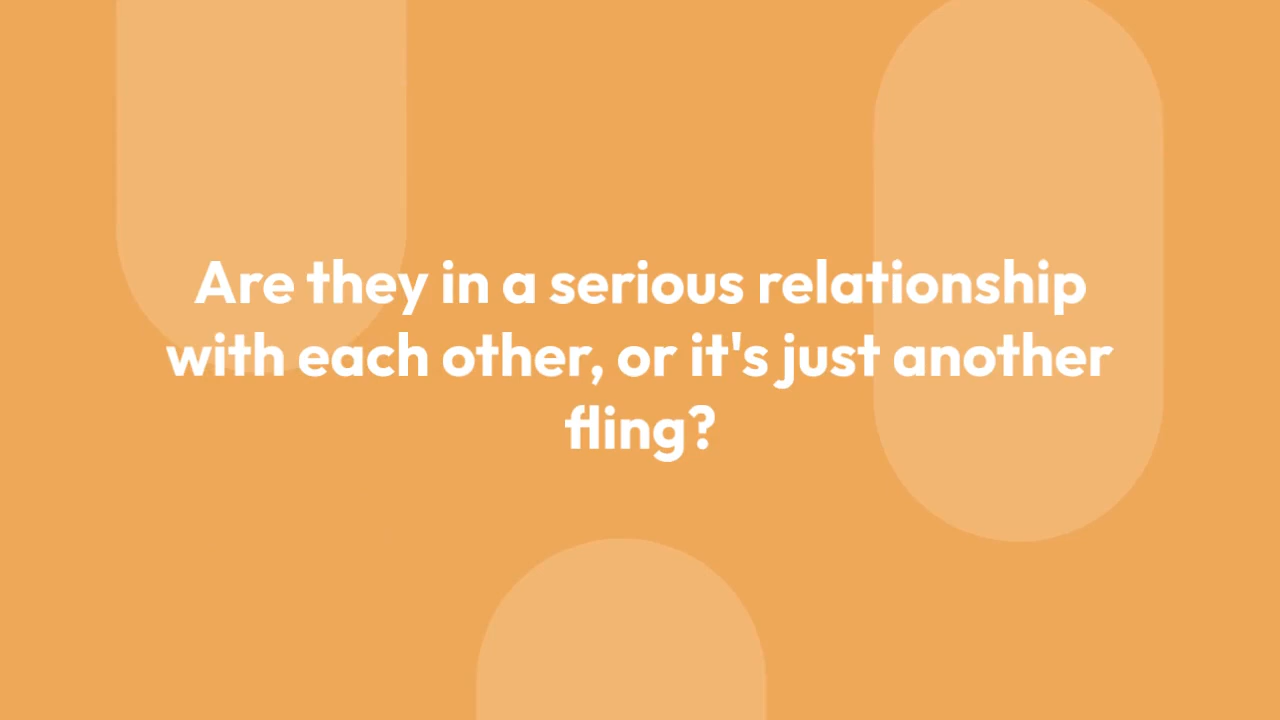 Are they in a serious relationship
with each other, or it's just another
fling?